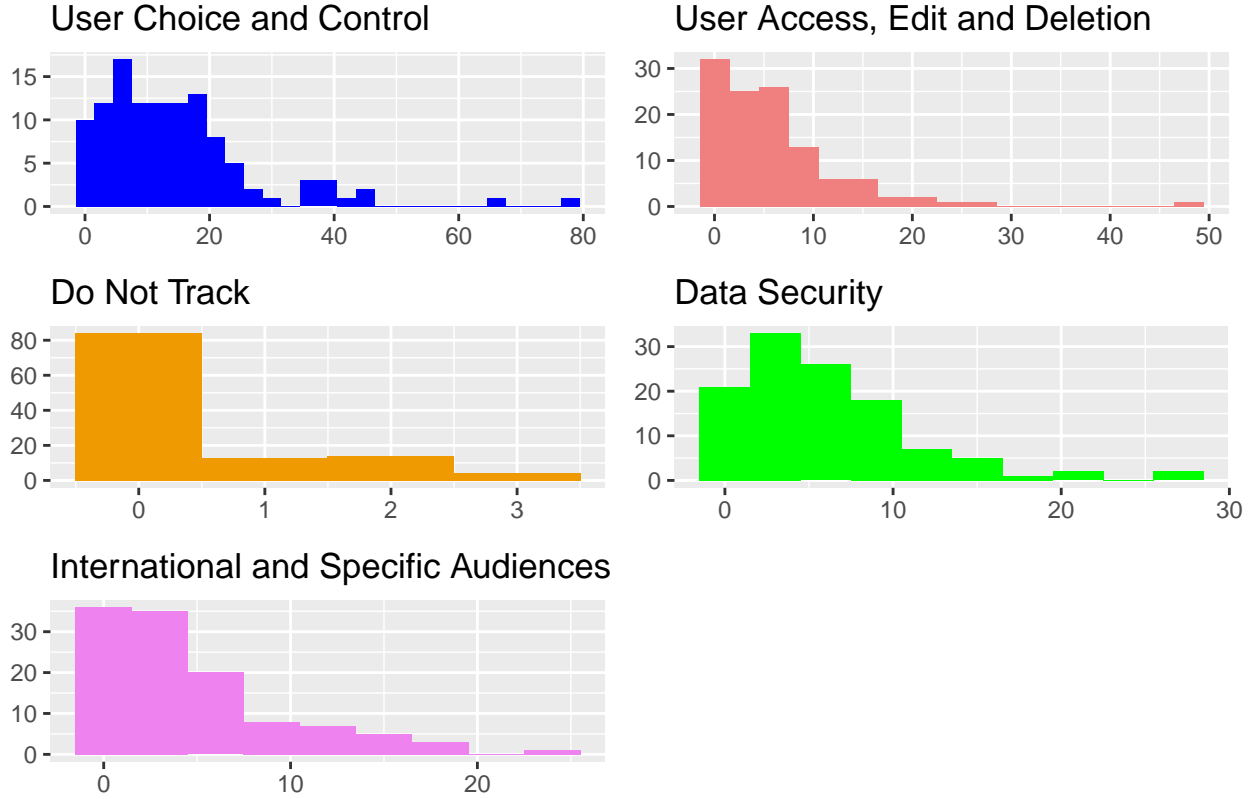 User Choice and Control
15
10
5
0
0 20 40 60 80
User Access, Edit and Deletion
30
20
10
0
0 10 20 30 40 50
Do Not Track
80
60
40
20
0
0 1 2 3
Data Security
30
20
10
0
0 10 20 30
International and Specific Audiences
30
20
10
0
0 10 20